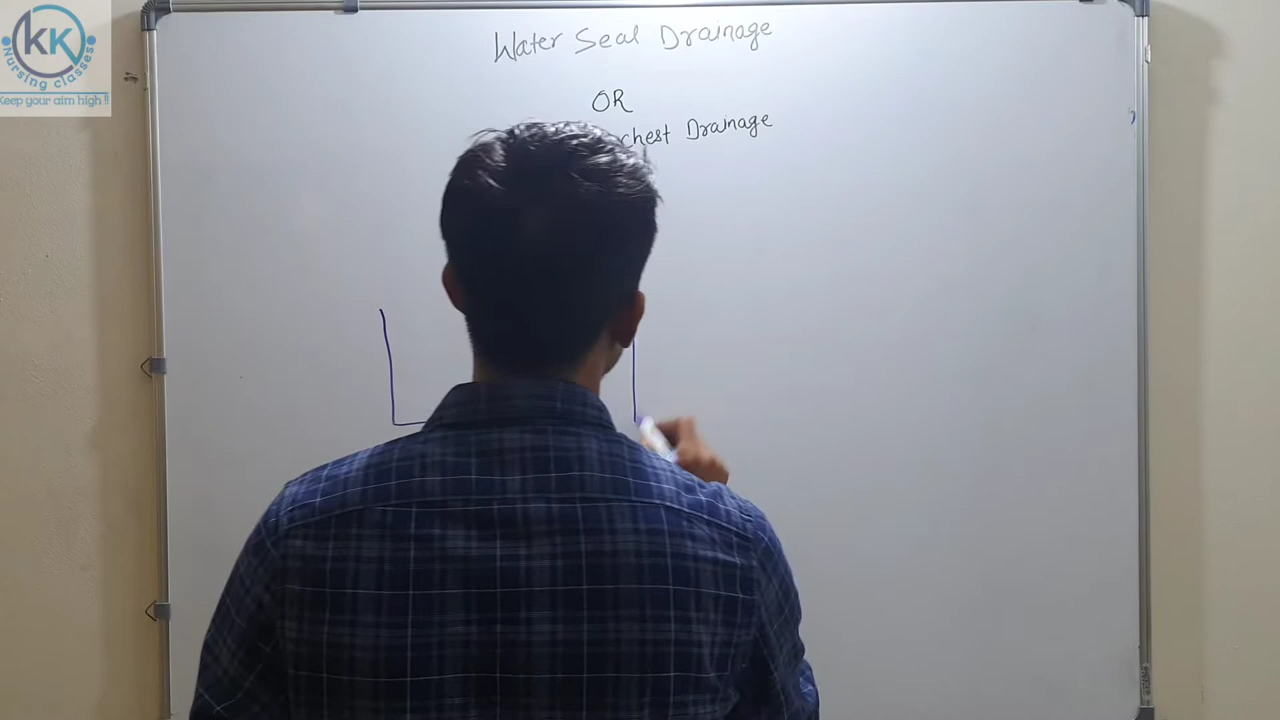 KK
Nursing classes
Keep your aim high !!
Water Seal Drainage
OR
chest Drainage